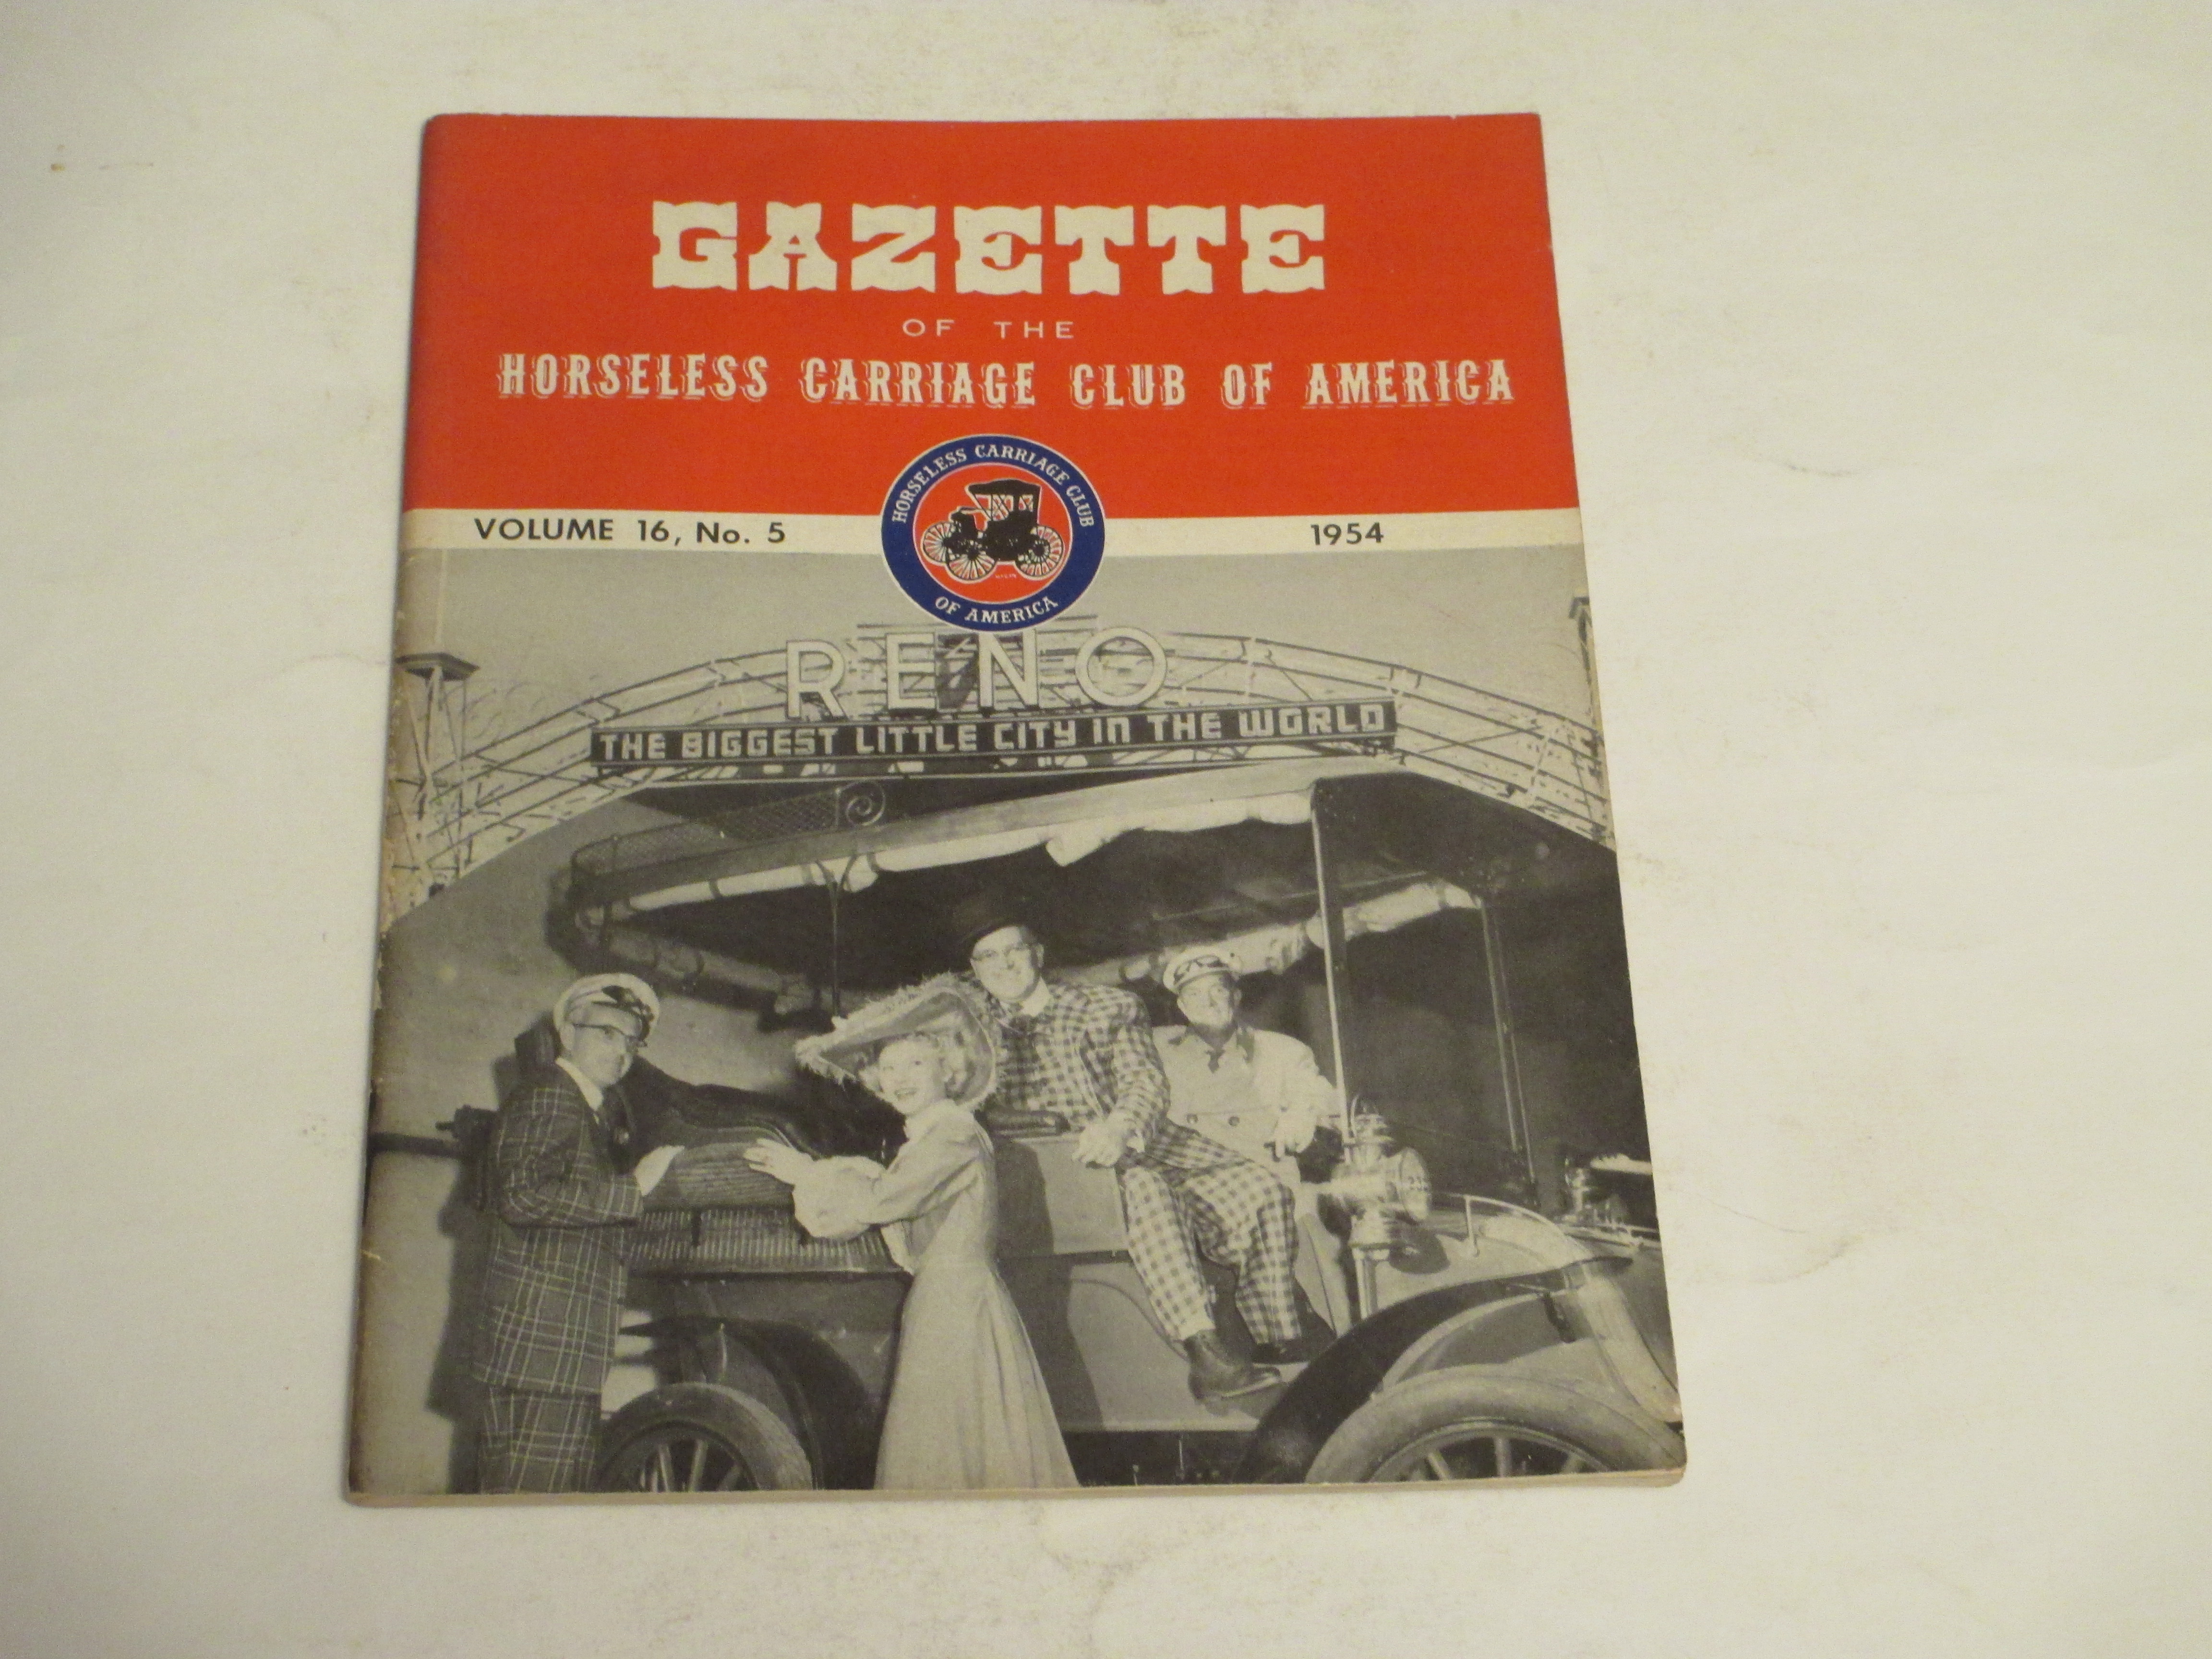 GAZETTE
OF THE
HORSELESS CARRIAGE CLUB OF AMERICA
HORSELESS CARRIAGE CLUB
OF AMERICA
VOLUME 16, No. 5
1954
RENO
THE BIGGEST LITTLE CITY IN THE WORLD